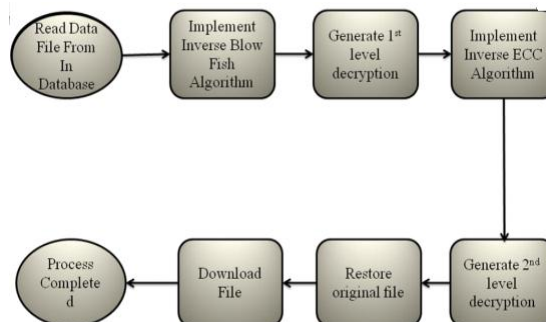 Read Data
File From
In
Database
Implement
Inverse Blow
Fish
Algorithm
Generate 1st
level
decryption
Implement
Inverse ECC
Algorithm
Generate 2nd
level
decryption
Restore
original file
Download
File
Process
Complete
d